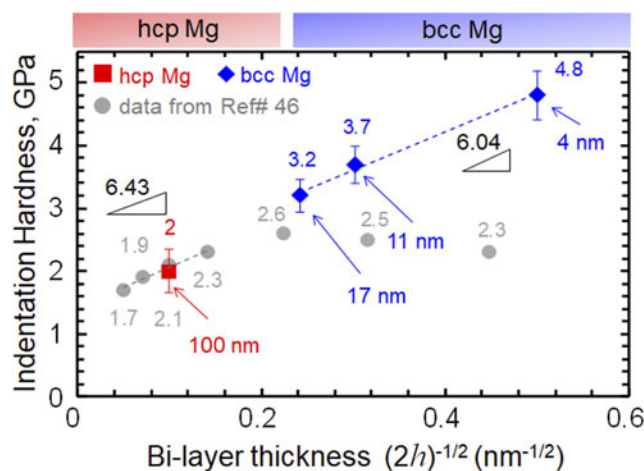 hcp Mg bcc Mg
Indentation Hardness, GPa
5
4
3
2
1
0
hcp Mg bcc Mg
data from Ref# 46
4.8
3.7
3.2
4 nm
6.04
6.43
11 nm
2.6
2.5
2.3
17 nm
2
1.9
2.3
1.7
2.1
100 nm
0 0.2 0.4 0.6
Bi-layer thickness (2h)-1/2 (nm-1/2)